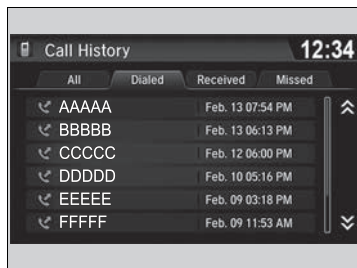 Call History 12:34
All Dialed Received Missed
AAAAA Feb. 13 07:54 PM
BBBBB Feb. 13 06:13 PM
CCCCC Feb. 12 06:00 PM
DDDDD Feb. 10 05:16 PM
EEEEE Feb. 09 03:18 PM
FFFFF Feb. 09 11:53 AM